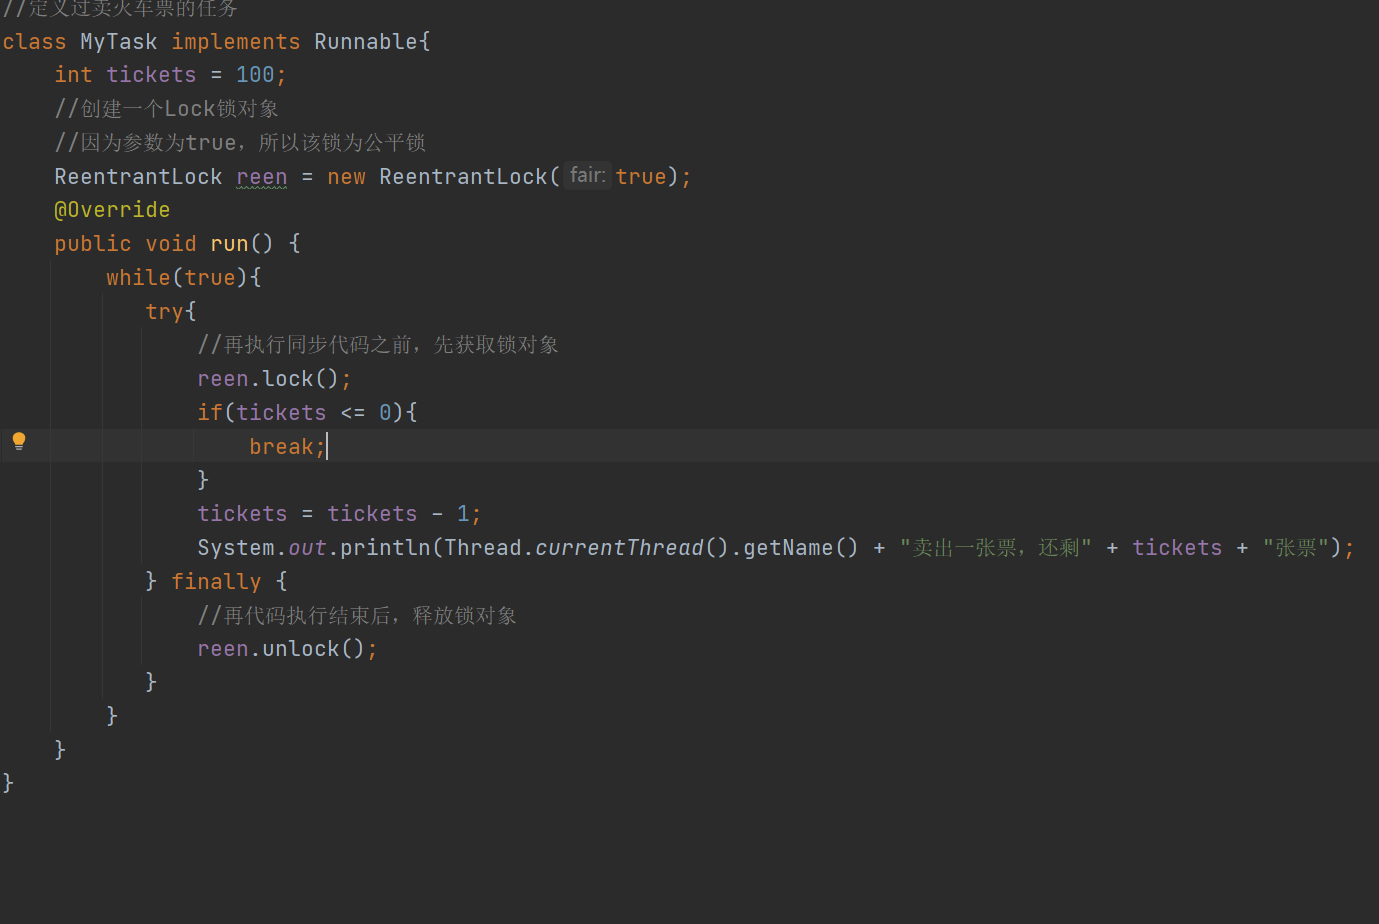 //定义过卖火车票的任务
class MyTask implements Runnable{
    int tickets = 100;
    //创建一个Lock锁对象
    //因为参数为true，所以该锁为公平锁
    ReentrantLock reen = new ReentrantLock( fair: true);
    @Override
    public void run() {
        while(true){
           try{
               //再执行同步代码之前，先获取锁对象
               reen.lock();
               if(tickets <= 0){
                   break;
               }
               tickets = tickets - 1;
               System.out.println(Thread.currentThread().getName() + "卖出一张票，还剩" + tickets + "张票");
           } finally {
               //再代码执行结束后，释放锁对象
               reen.unlock();
           }
        }
    }
}